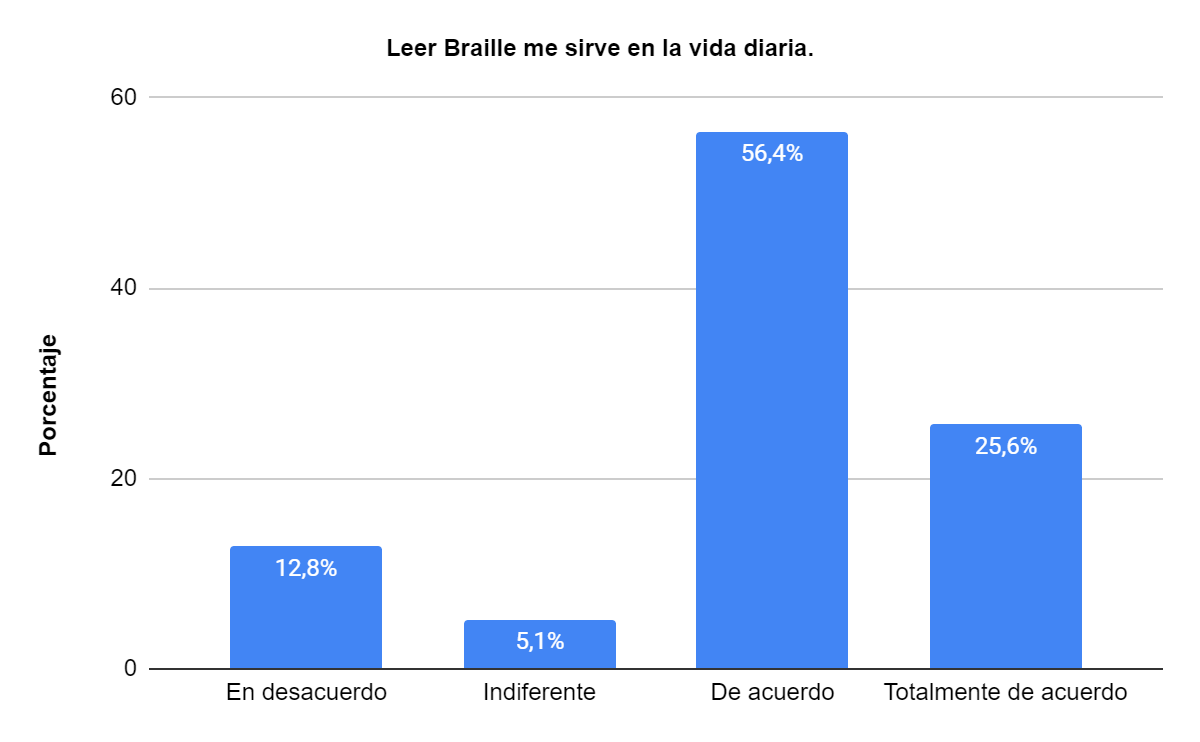 Leer Braille me sirve en la vida diaria.
Porcentaje
60
40
20
0
12,8%
5,1%
56,4%
25,6%
En desacuerdo
Indiferente
De acuerdo
Totalmente de acuerdo